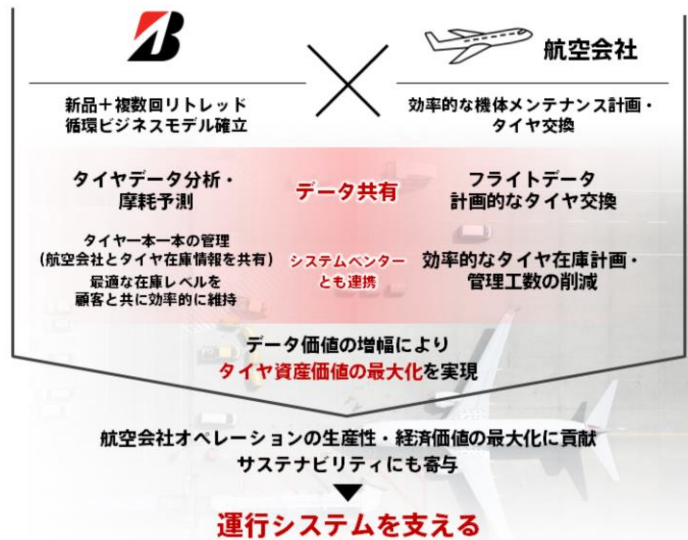 航空会社
新品＋複数回リトレッド
循環ビジネスモデル確立
効率的な機体メンテナンス計画・
タイヤ交換
タイヤデータ分析・
摩耗予測
データ共有
フライトデータ
計画的なタイヤ交換
タイヤ一本一本の管理
(航空会社とタイヤ在庫情報を共有)
最適な在庫レベルを
顧客と共に効率的に維持
システムベンター
とも連携
効率的なタイヤ在庫計画・
管理工数の削減
データ価値の増幅により
タイヤ資産価値の最大化を実現
航空会社オペレーションの生産性・経済価値の最大化に貢献
サステナビリティにも寄与
運行システムを支える